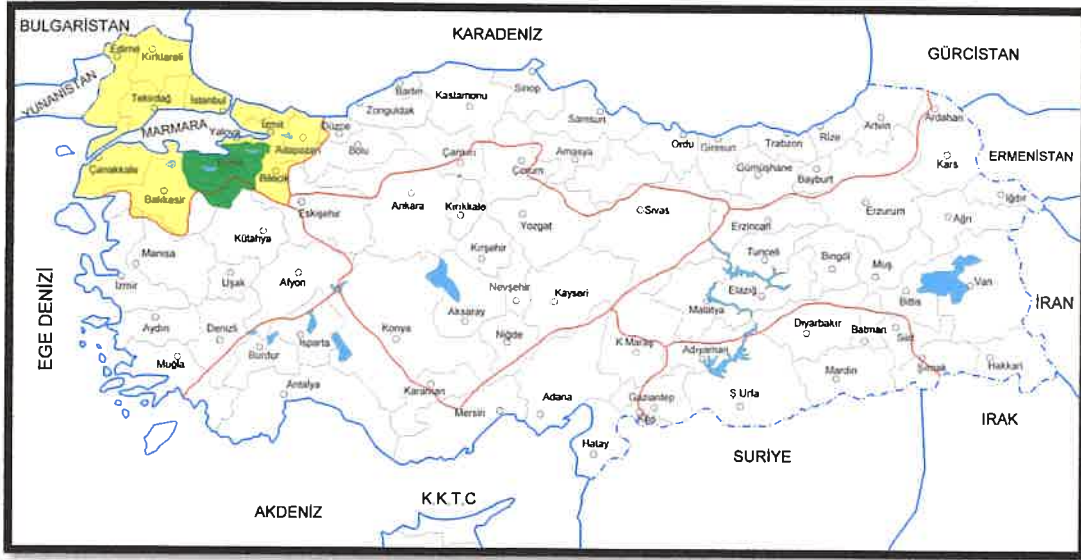 BULGARİSTAN
KARADENİZ
GÜRCİSTAN
YUNANİSTAN
Edirne
Kırklareli
Tekirdağ
İstanbul
MARMARA
Yalova
İzmit
Adapazarı
Düzce
Bolu
Zonguldak
Bartın
Kastamonu
Sinop
Samsun
Ordu
Giresun
Trabzon
Rize
Artvin
Ardahan
Kars
ERMENİSTAN
Iğdır
Çanakkale
Balıkesir
Bilecik
Eskişehir
Çankırı
Çorum
Amasya
Gümüşhane
Bayburt
Ankara
Kırıkkale
Yozgat
Sıvas
Erzincan
Erzurum
Ağrı
Kütahya
Manisa
Uşak
Afyon
Kırşehir
Nevşehir
Kayseri
Tunceli
Bingöl
Muş
Elazığ
Bitlis
Van
İRAN
EGE DENİZİ
İzmir
Aydın
Denizli
Muğla
Burdur
Isparta
Konya
Aksaray
Niğde
Malatya
K.Maraş
Adıyaman
Diyarbakır
Batman
Siirt
Şırnak
Hakkari
Mardin
Antalya
Karaman
Mersin
Adana
Gaziantep
Ş Urfa
Hatay
SURİYE
IRAK
K.K.T.C
AKDENİZ